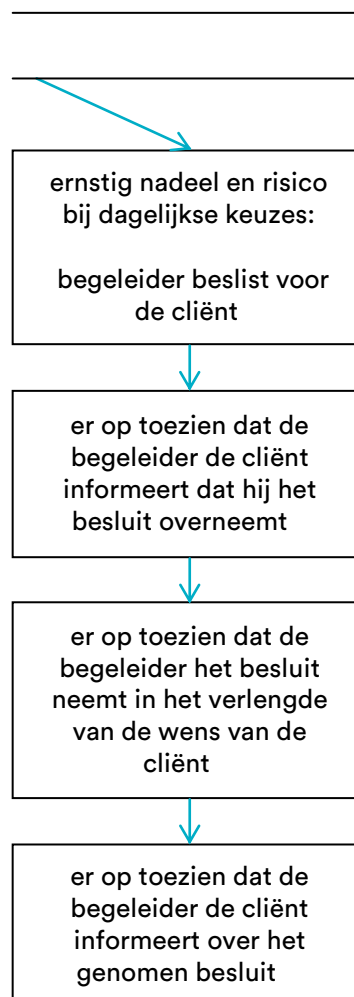 ernstig nadeel en risico
bij dagelijkse keuzes:
begeleider beslist voor
de cliënt
er op toezien dat de
begeleider de cliënt
informeert dat hij het
besluit overneemt
er op toezien dat de
begeleider het besluit
neemt in het verlengde
van de wens van de
cliënt
er op toezien dat de
begeleider de cliënt
informeert over het
genomen besluit